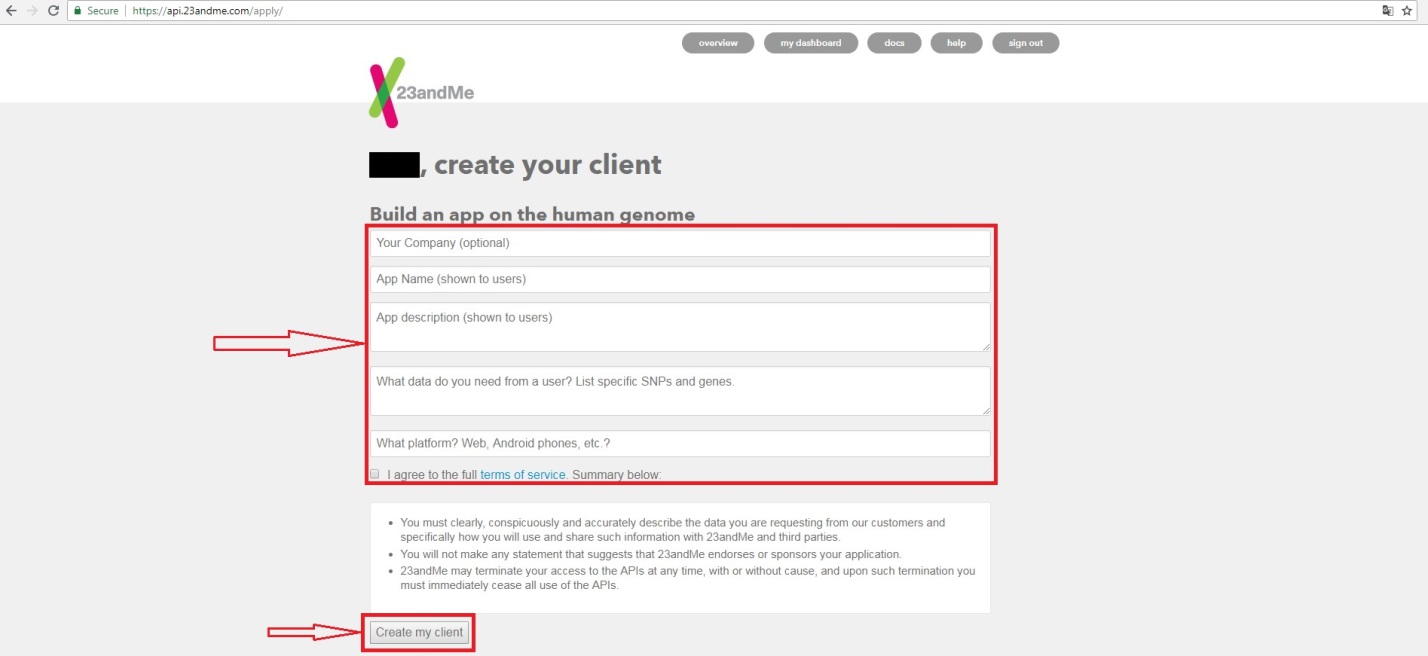 Secure | https://api.23andme.com/apply/
overview my dashboard docs help sign out
23andMe
, create your client
Build an app on the human genome
Your Company (optional)
App Name (shown to users)
App description (shown to users)
What data do you need from a user? List specific SNPs and genes.
What platform? Web, Android phones, etc.?
I agree to the full terms of service. Summary below:
• You must clearly, conspicuously and accurately describe the data you are requesting from our customers and
specifically how you will use and share such information with 23andMe and third parties.
• You will not make any statement that suggests that 23andMe endorses or sponsors your application.
• 23andMe may terminate your access to the APIs at any time, with or without cause, and upon such termination you
must immediately cease all use of the APIs.
Create my client